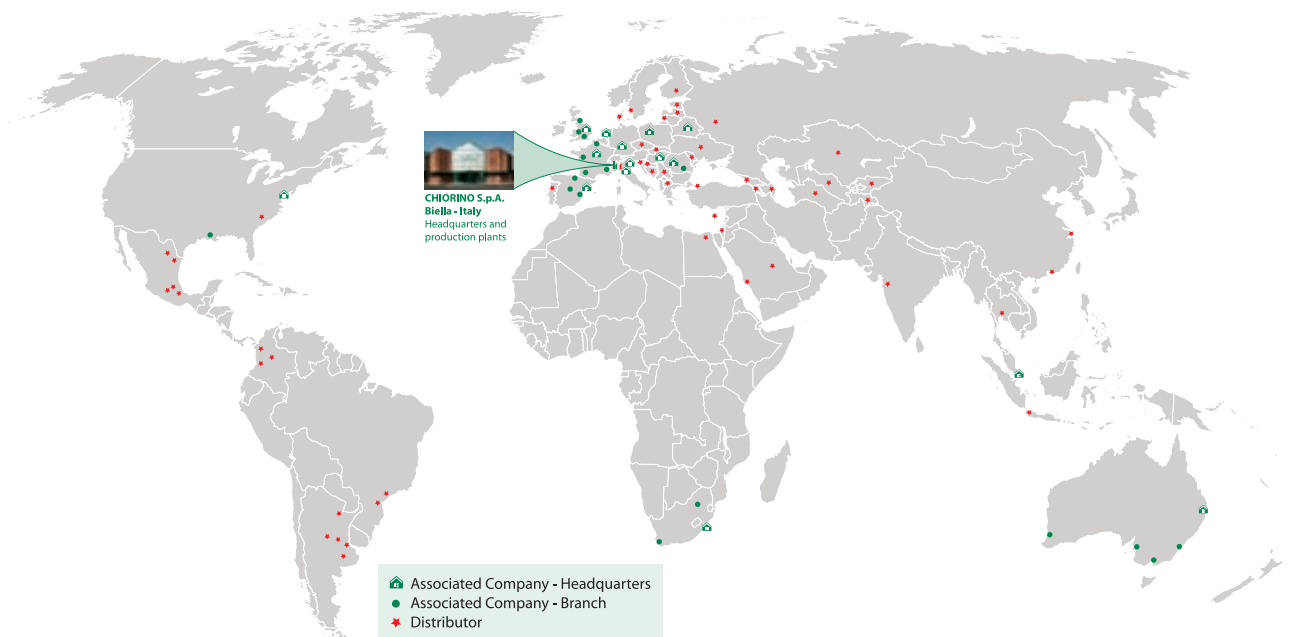 CHIORINO S.p.A.
Biella - Italy
Headquarters and
production plants
Associated Company - Headquarters
Associated Company - Branch
Distributor